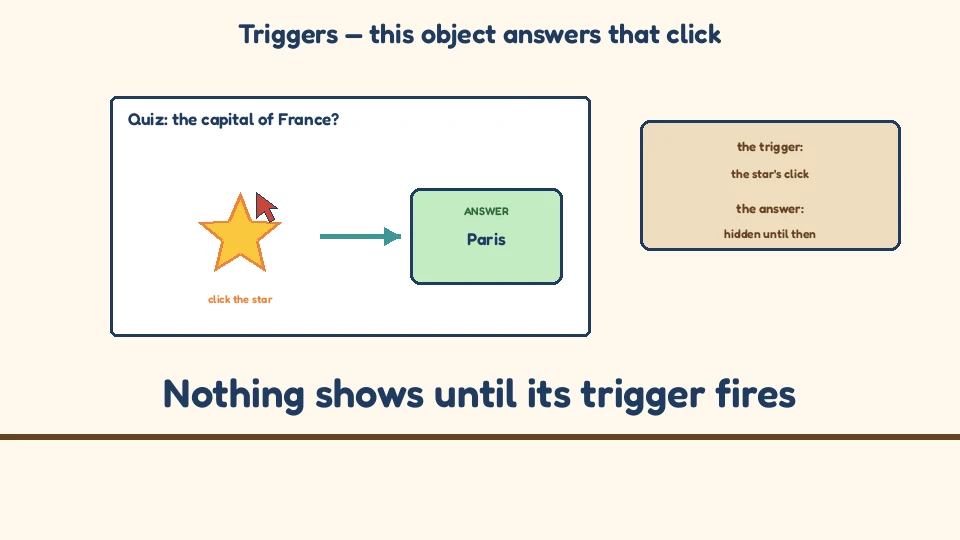 Triggers — this object answers that click
Quiz: the capital of France?
click the star
ANSWER
Paris
the trigger:
the star's click
the answer:
hidden until then
Nothing shows until its trigger fires